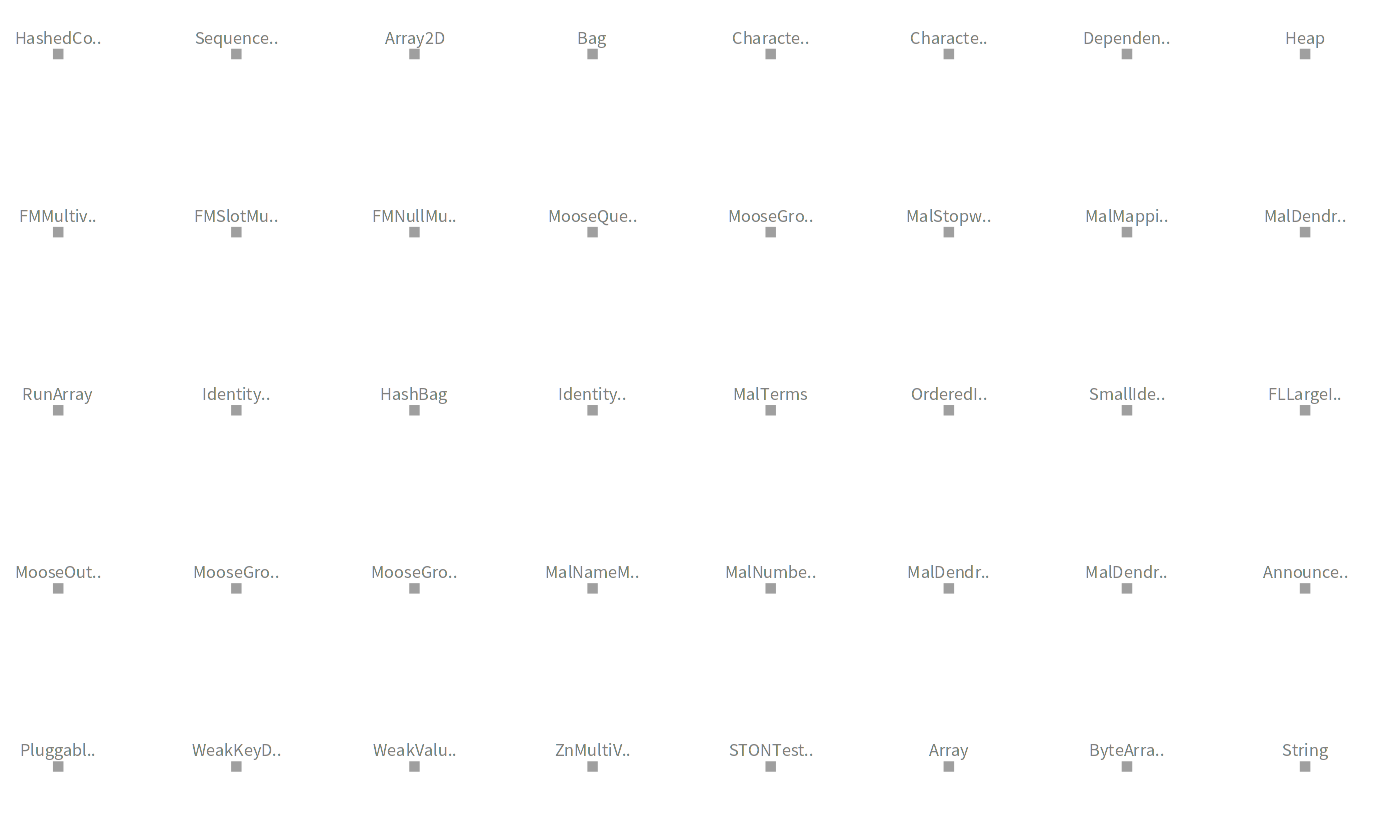 HashedCo.. Sequence.. Array2D Bag Characte.. Characte.. Dependen.. Heap
FMMultiv.. FMSlotMu.. FMNullMu.. MooseQue.. MooseGro.. MalStopw.. MalMappi.. MalDendr..
RunArray Identity.. HashBag Identity.. MalTerms OrderedI.. SmallIde.. FLLargeI..
MooseOut.. MooseGro.. MooseGro.. MalNameM.. MalNumbe.. MalDendr.. MalDendr.. Announce..
Pluggabl.. WeakKeyD.. WeakValu.. ZnMultiV.. STONTest.. Array ByteArra.. String